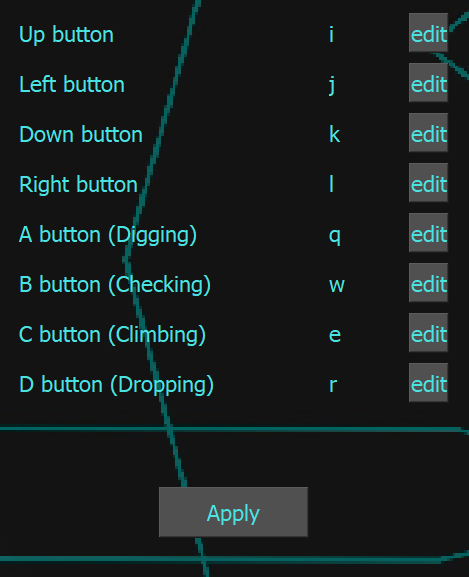 Up button i edit
Left button j edit
Down button k edit
Right button l edit
A button (Digging) q edit
B button (Checking) w edit
C button (Climbing) e edit
D button (Dropping) r edit
Apply